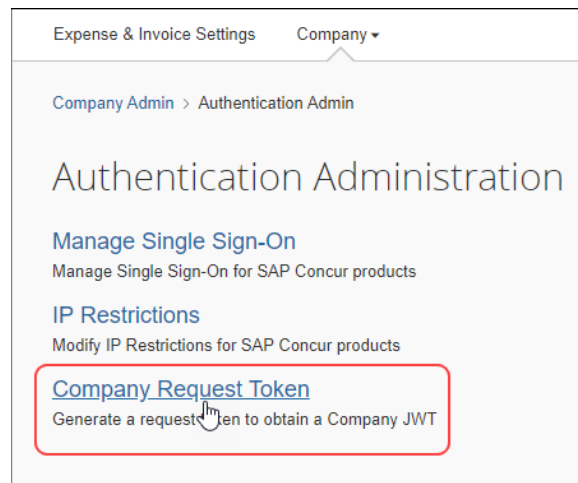 Expense & Invoice Settings Company
Company Admin > Authentication Admin
Authentication Administration
Manage Single Sign-On
Manage Single Sign-On for SAP Concur products
IP Restrictions
Modify IP Restrictions for SAP Concur products
Company Request Token
Generate a request token to obtain a Company JWT